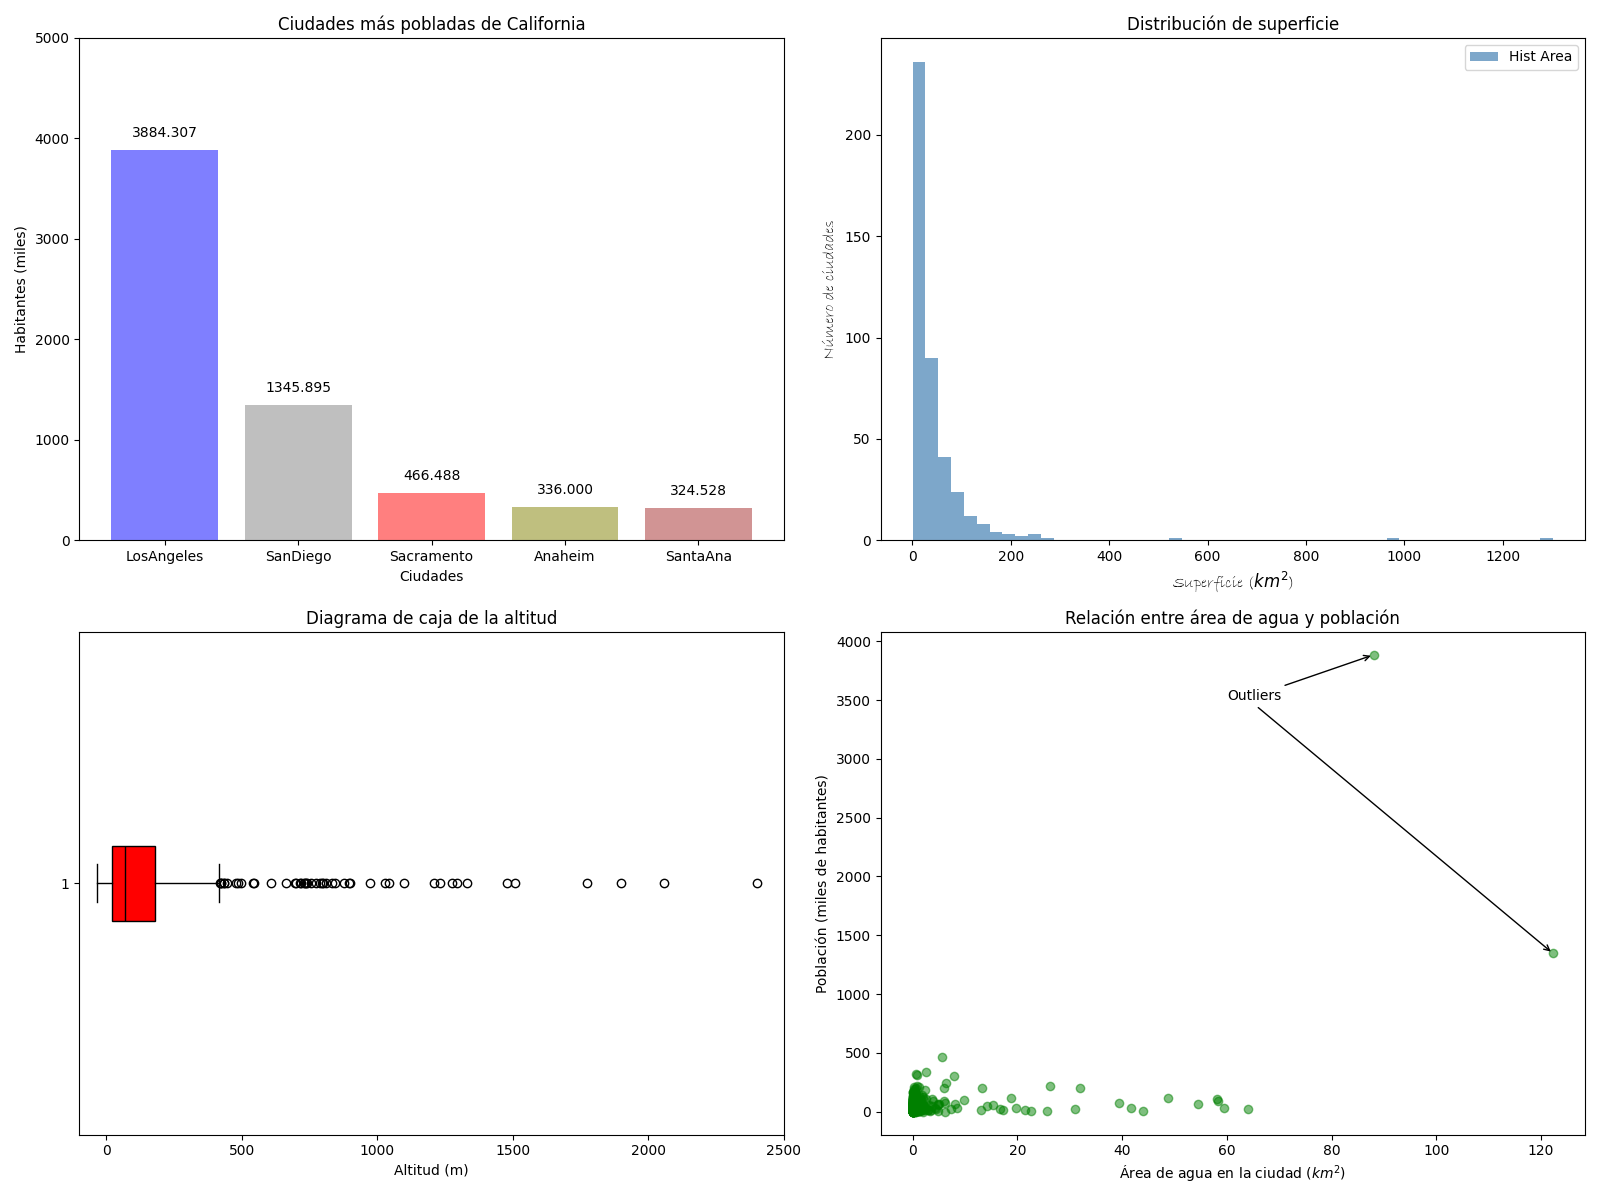 Ciudades más pobladas de California
5000
4000
3000
2000
1000
0
Habitantes (miles)
3884.307
1345.895
466.488
336.000
324.528
LosAngeles
SanDiego
Sacramento
Anaheim
SantaAna
Ciudades
Distribución de superficie
Hist Area
200
150
100
50
0
Número de ciudades
0
200
400
600
800
1000
1200
Superficie (km²)
Diagrama de caja de la altitud
1
0
500
1000
1500
2000
2500
Altitud (m)
Relación entre área de agua y población
4000
3500
3000
2500
2000
1500
1000
500
0
Población (miles de habitantes)
Outliers
0
20
40
60
80
100
120
Área de agua en la ciudad (km²)